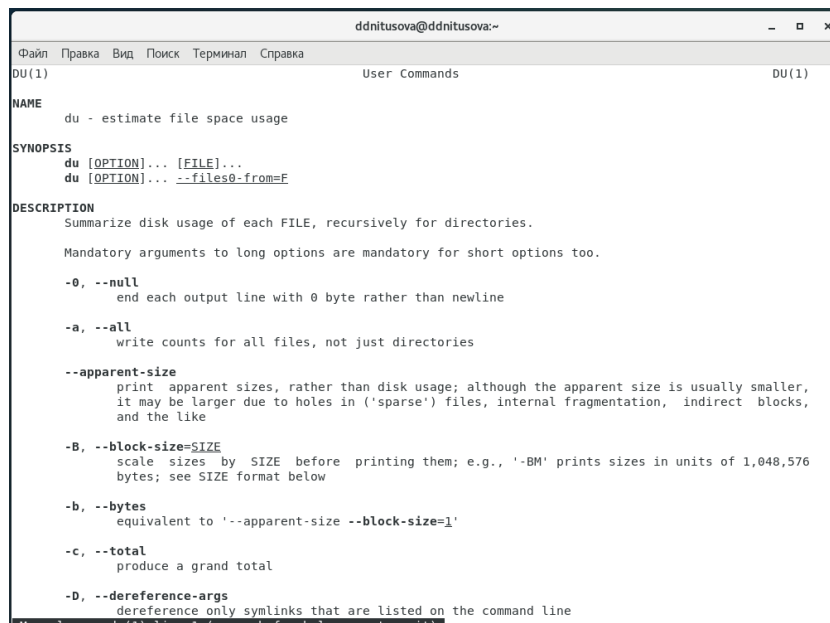 ddnitusova@ddnitusova:~
Файл Правка Вид Поиск Терминал Справка
DU(1) User Commands DU(1)
NAME
du - estimate file space usage
SYNOPSIS
du [OPTION]... [FILE]...
du [OPTION]... --files0-from=F
DESCRIPTION
Summarize disk usage of each FILE, recursively for directories.
Mandatory arguments to long options are mandatory for short options too.
-0, --null
end each output line with 0 byte rather than newline
-a, --all
write counts for all files, not just directories
--apparent-size
print apparent sizes, rather than disk usage; although the apparent size is usually smaller,
it may be larger due to holes in ('sparse') files, internal fragmentation, indirect blocks,
and the like
-B, --block-size=SIZE
scale sizes by SIZE before printing them; e.g., '-BM' prints sizes in units of 1,048,576
bytes; see SIZE format below
-b, --bytes
equivalent to '--apparent-size --block-size=1'
-c, --total
produce a grand total
-D, --dereference-args
dereference only symlinks that are listed on the command line